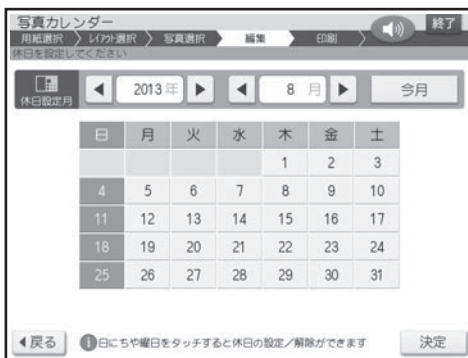 写真カレンダー
終了
用紙選択 レイアウト選択 写真選択 編集 印刷
休日を設定してください
休日設定月 2013年 8月 今月
日 月 火 水 木 金 土
1 2 3
4 5 6 7 8 9 10
11 12 13 14 15 16 17
18 19 20 21 22 23 24
25 26 27 28 29 30 31
戻る 日にちや曜日をタッチすると休日の設定/解除ができます 決定